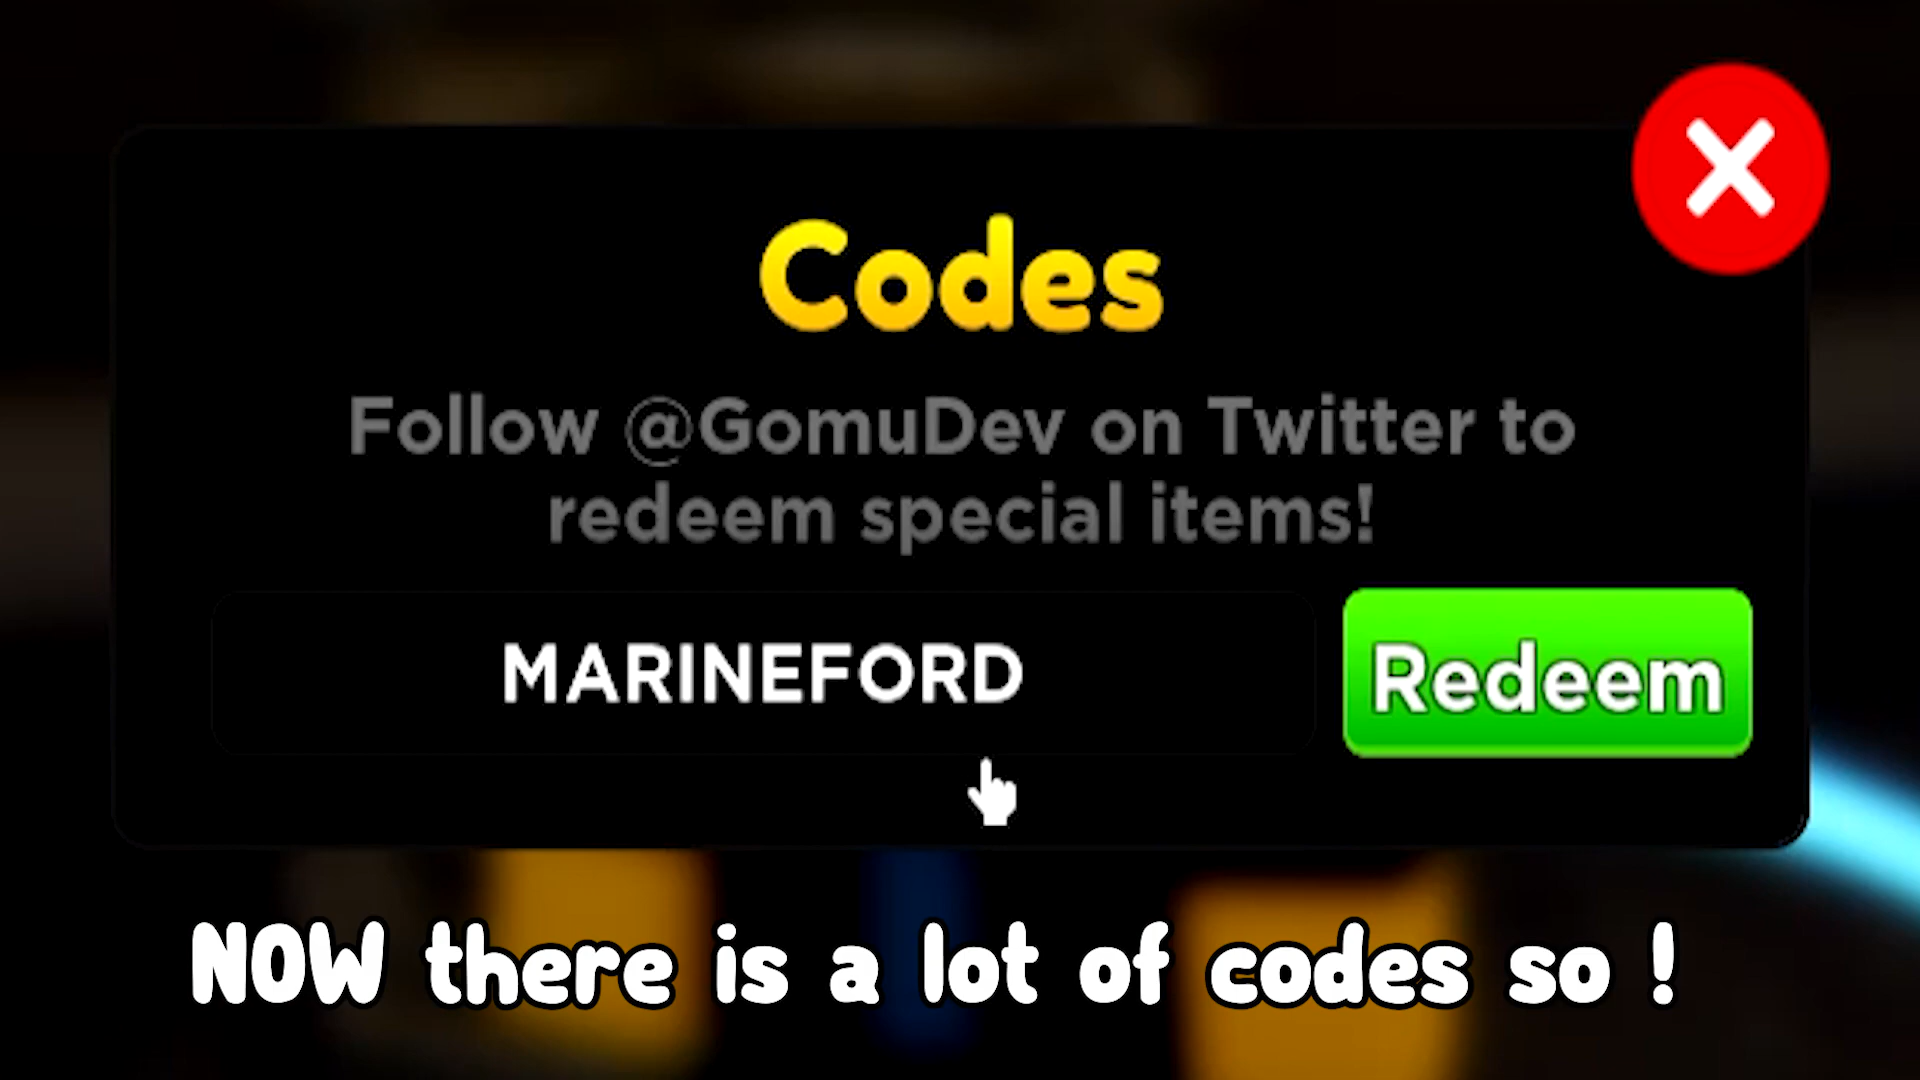 Codes
Follow @GomuDev on Twitter to
redeem special items!
MARINEFORD
Redeem
NOW there is a lot of codes so !